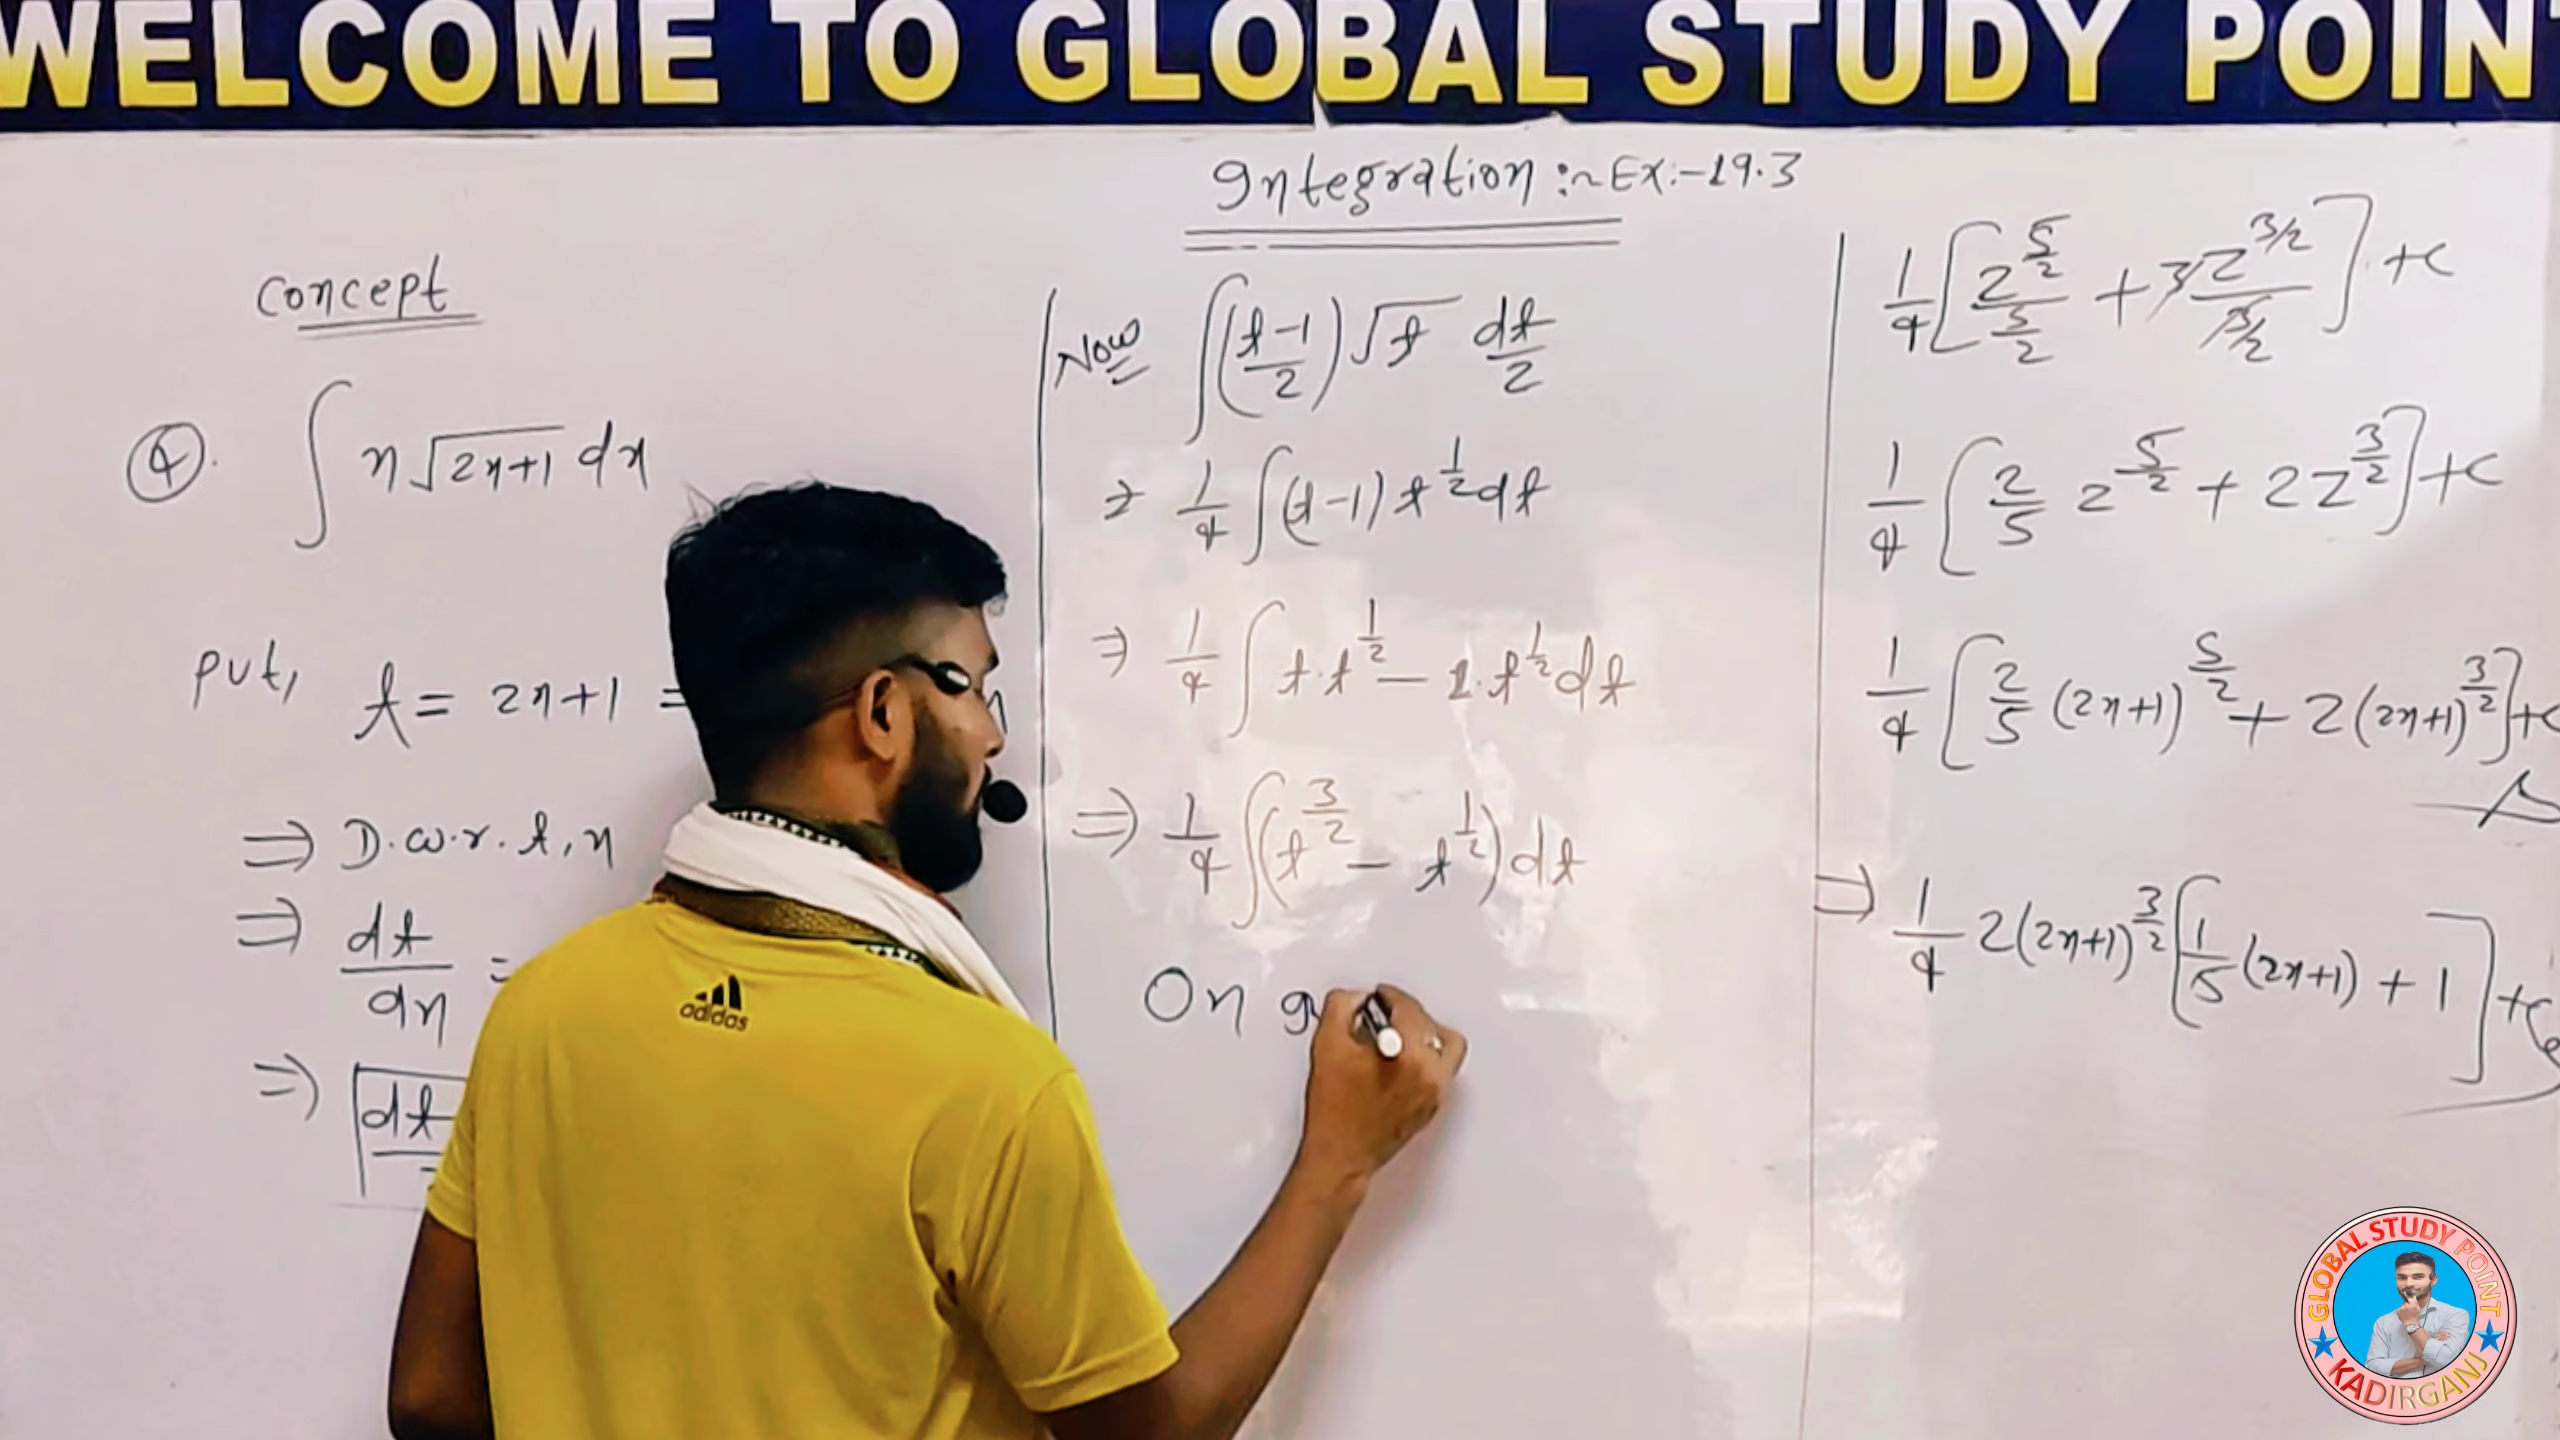 WELCOME TO GLOBAL STUDY POIN
Integration :~ Ex:-19.3
Concept
④. ∫ x√(2x+1) dx
put, t = 2x+1 =
⇒ D.w.r.t, x
⇒ dt/dx =
⇒ dt
Now ∫ ((t-1)/2) √t dt/2
⇒ 1/4 ∫ (t-1) t^(1/2) dt
⇒ 1/4 ∫ t.t^(1/2) - 1.t^(1/2) dt
⇒ 1/4 ∫ (t^(3/2) - t^(1/2)) dt
On
1/4 [z^(5/2)/(5/2) + 3 z^(3/2)/(3/2)] + c
1/4 [2/5 z^(5/2) + 2z^(3/2)] + c
1/4 [2/5 (2x+1)^(5/2) + 2(2x+1)^(3/2)] + c
⇒ 1/4 2(2x+1)^(3/2) [1/5 (2x+1) + 1] + c
adidas
GLOBAL STUDY POINT
KADIRGANJ